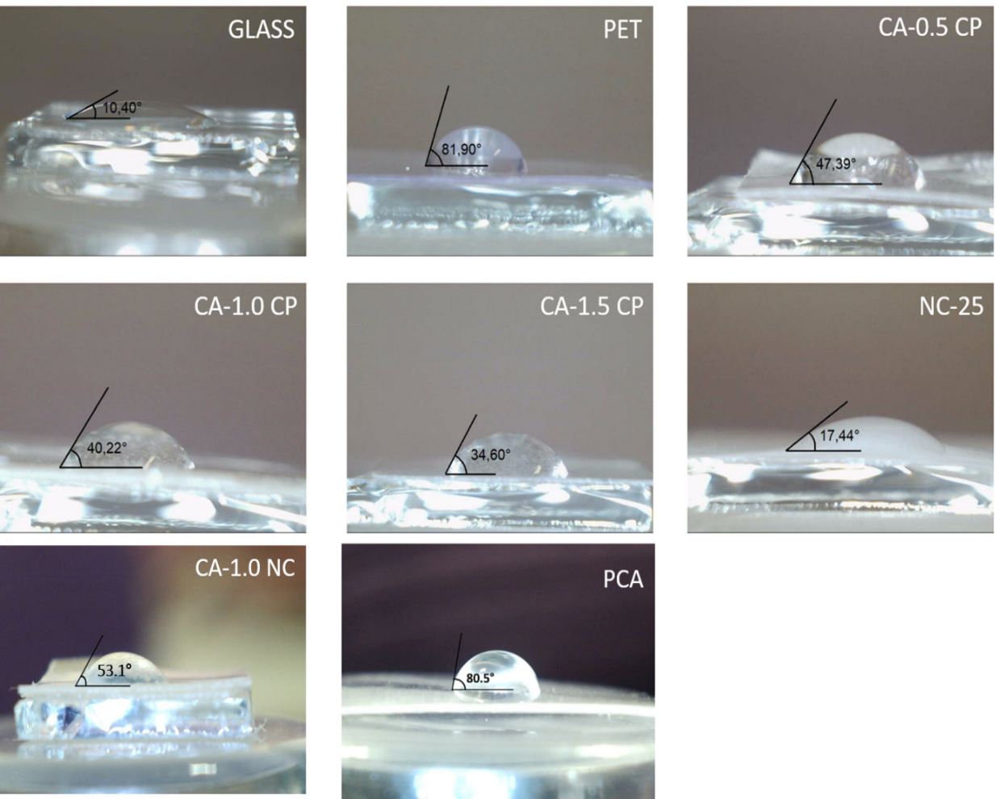 GLASS
10,40°
PET
81,90°
CA-0.5 CP
47,39°
CA-1.0 CP
40,22°
CA-1.5 CP
34,60°
NC-25
17,44°
CA-1.0 NC
53.1°
PCA
80.5°